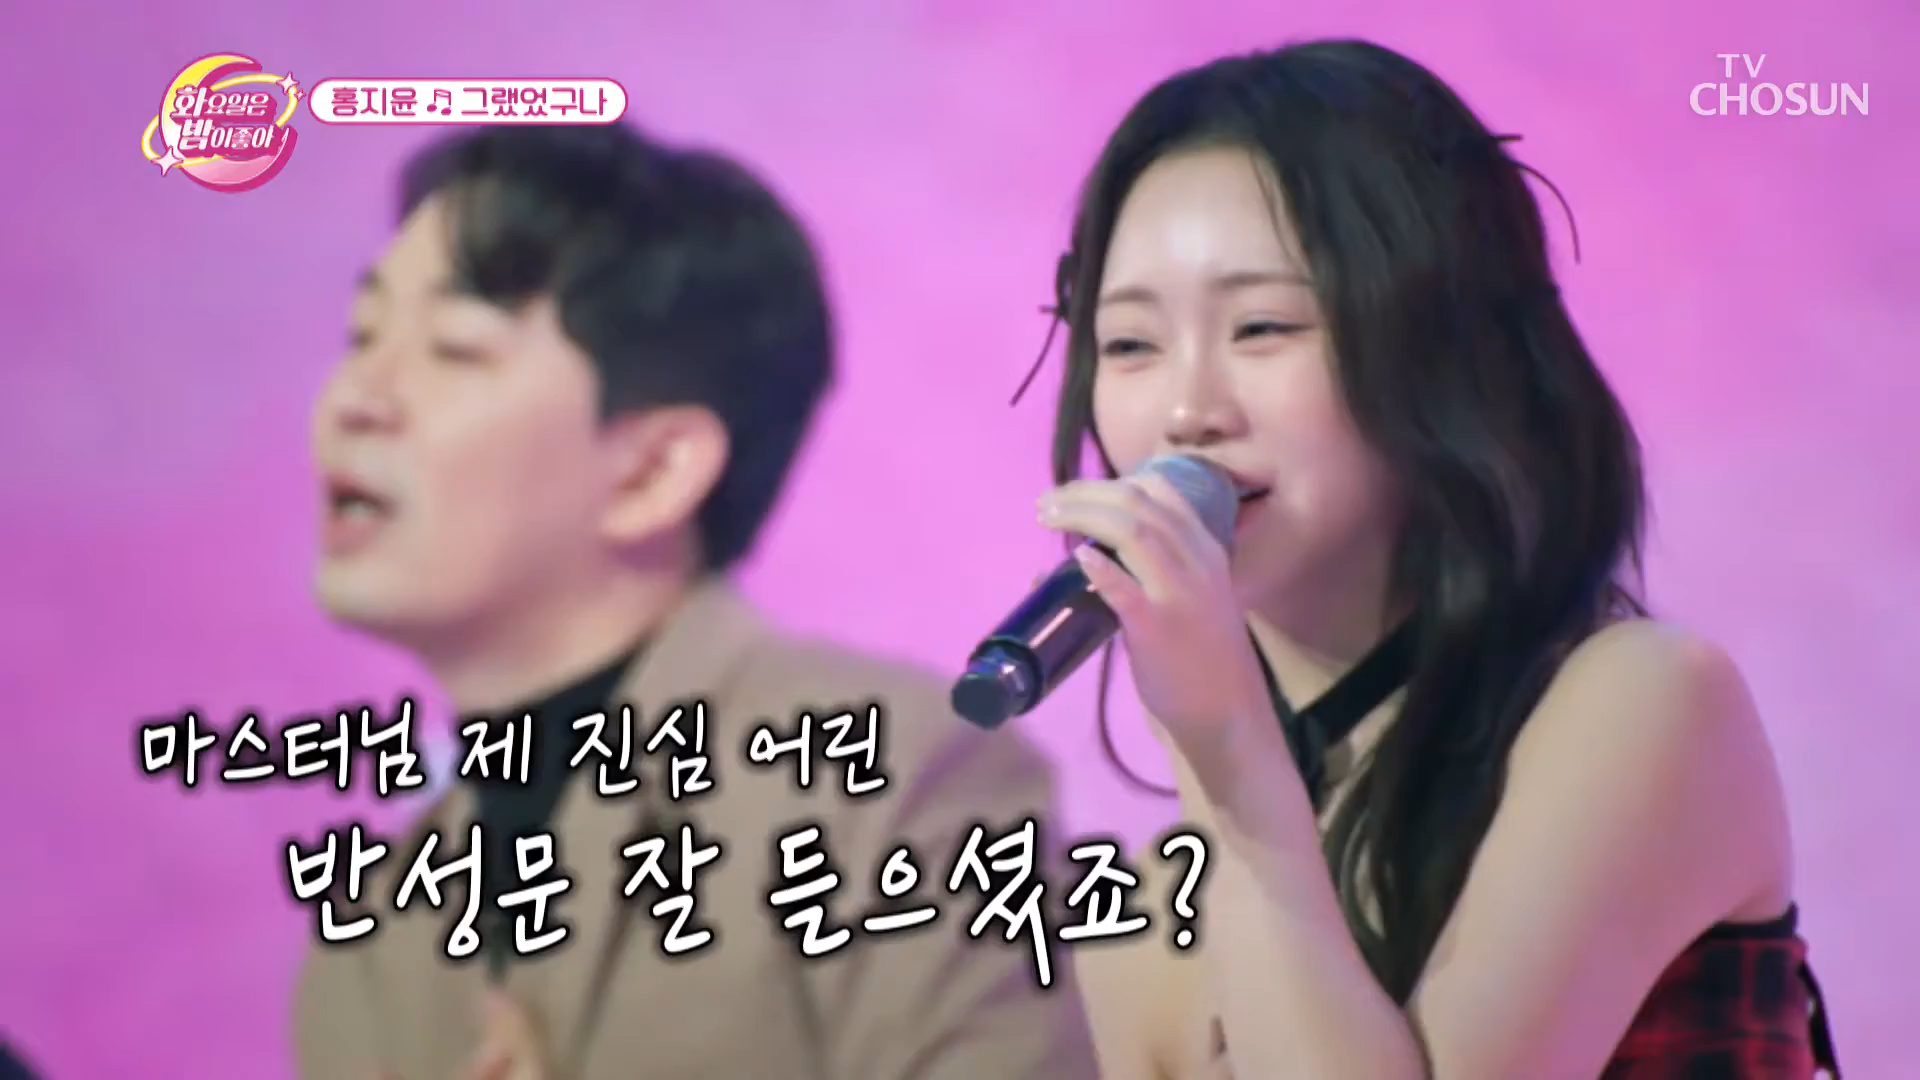 화요일은
밤이좋아
홍지윤 ♫ 그랬었구나
TV
CHOSUN
마스터님 제 진심 어린
반성문 잘 들으셨죠?